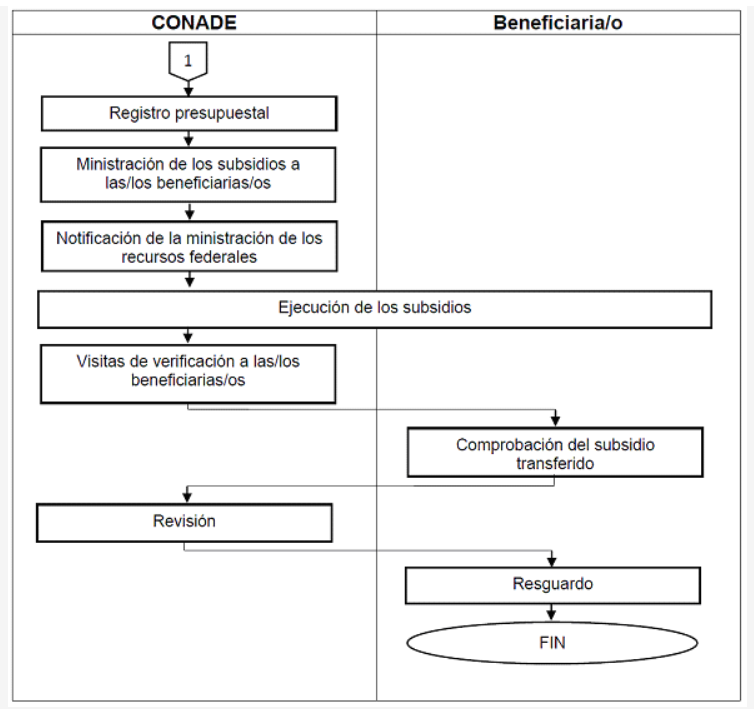 CONADE
Beneficiaria/o
1
Registro presupuestal
Ministración de los subsidios a
las/los beneficiarias/os
Notificación de la ministración de los
recursos federales
Ejecución de los subsidios
Visitas de verificación a las/los
beneficiarias/os
Comprobación del subsidio
transferido
Revisión
Resguardo
FIN